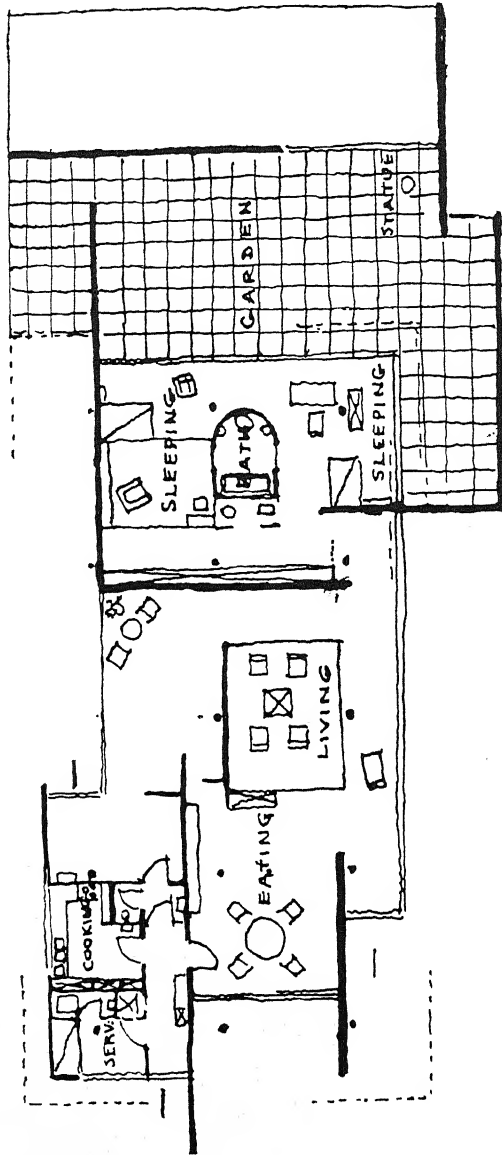 SERV.
COOKING
EATING
LIVING
SLEEPING
BATH
SLEEPING
GARDEN
STATUE